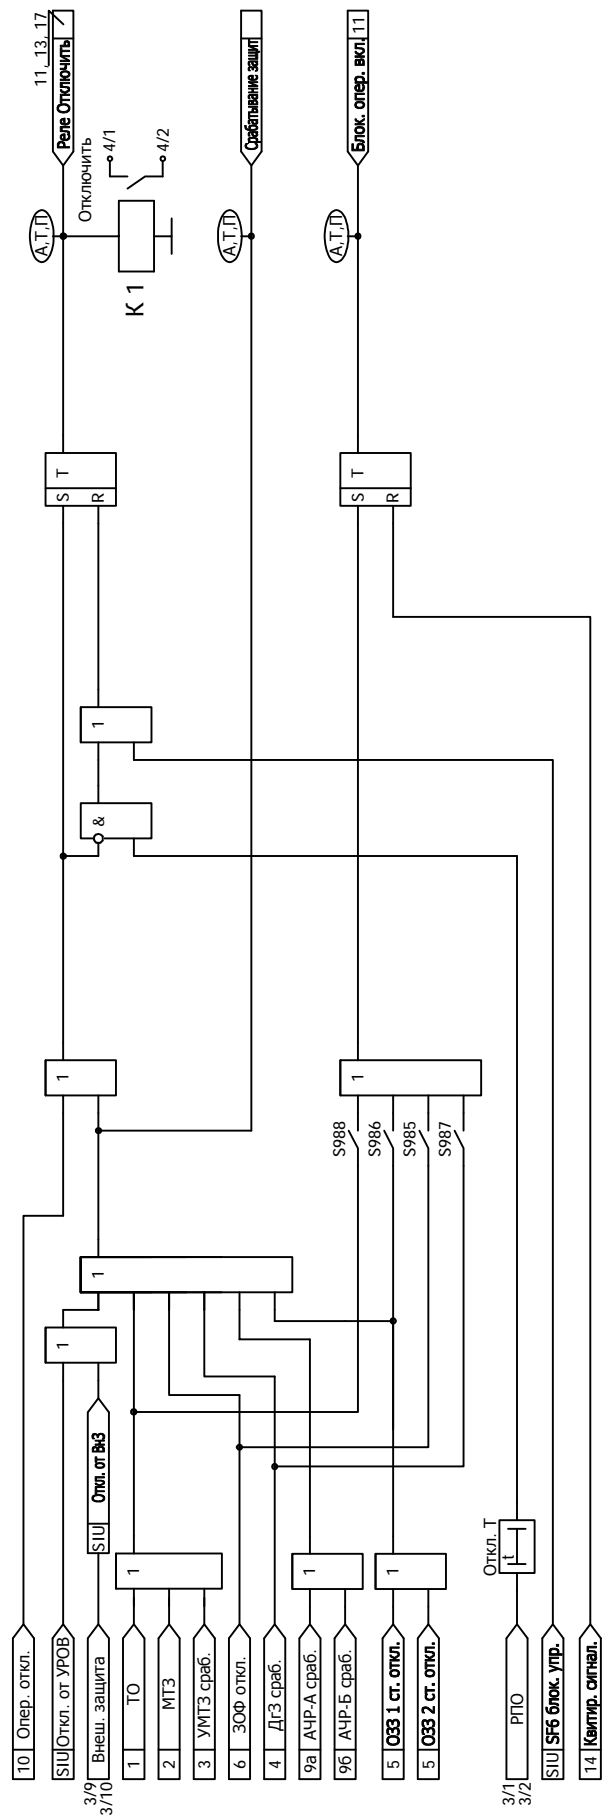 11, 13, 17
Реле Отключить
Срабатывание защит
11
Блок. опер. вкл.
Отключить
4/1
4/2
А,Т,П
А,Т,П
А,Т,П
К 1
S T
R
S T
R
1
&
1
1
S988
S986
S985
S987
1
1
SIU Откл. от ВнЗ
1
1
1
Откл. Т
t
10 Опер. откл.
SIU Откл. от УРОВ
3/9
3/10
Внеш. защита
1 ТО
2 МТЗ
3 УМТЗ сраб.
6 ЗОФ откл.
4 ДгЗ сраб.
9а АЧР-А сраб.
9б АЧР-Б сраб.
5 ОЗЗ 1 ст. откл.
5 ОЗЗ 2 ст. откл.
3/1
3/2
РПО
SIU SF6 блок. упр.
14 Квитир. сигнал.